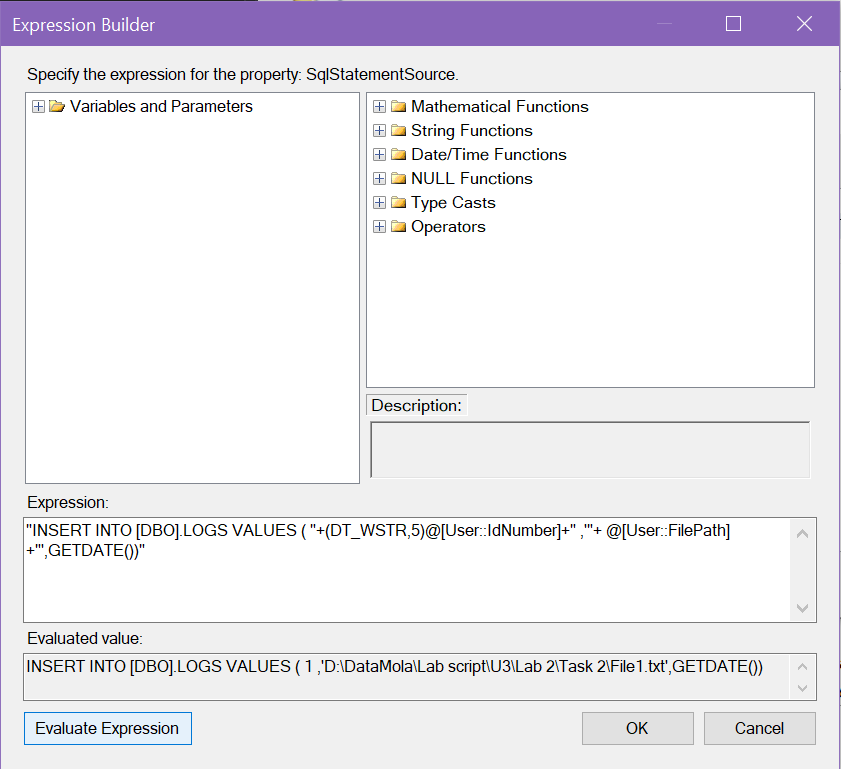 Expression Builder
Specify the expression for the property: SqlStatementSource.
Variables and Parameters
Mathematical Functions
String Functions
Date/Time Functions
NULL Functions
Type Casts
Operators
Description:
Expression:
"INSERT INTO [DBO].LOGS VALUES ( "+(DT_WSTR,5)@[User::IdNumber]+" ,'"+ @[User::FilePath]
+"',GETDATE())"
Evaluated value:
INSERT INTO [DBO].LOGS VALUES ( 1 ,'D:\DataMola\Lab script\U3\Lab 2\Task 2\File1.txt',GETDATE())
Evaluate Expression
OK
Cancel